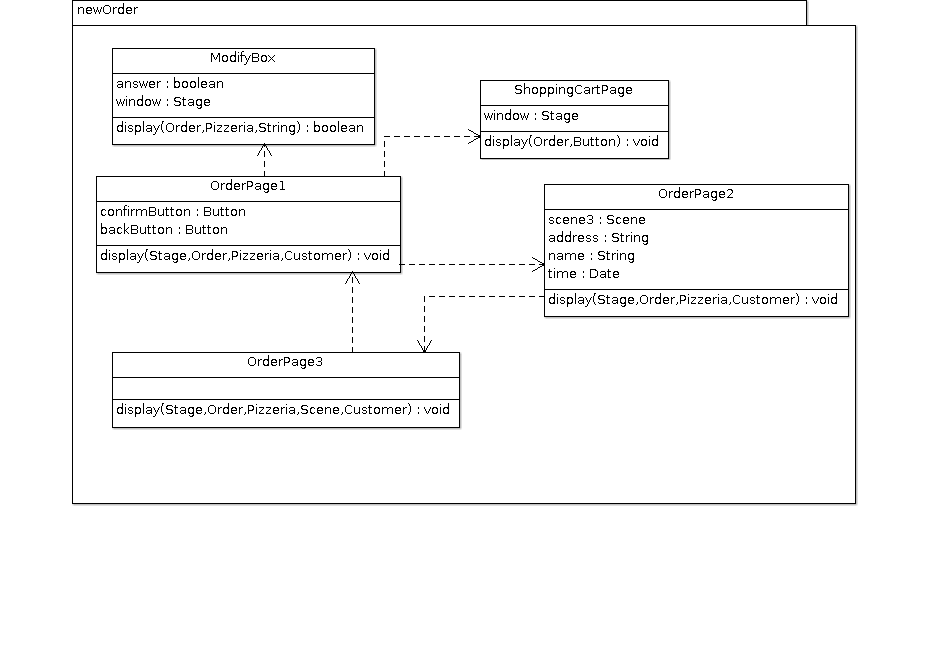 newOrder
ModifyBox
answer : boolean
window : Stage
display(Order,Pizzeria,String) : boolean
ShoppingCartPage
window : Stage
display(Order,Button) : void
OrderPage1
confirmButton : Button
backButton : Button
display(Stage,Order,Pizzeria,Customer) : void
OrderPage2
scene3 : Scene
address : String
name : String
time : Date
display(Stage,Order,Pizzeria,Customer) : void
OrderPage3
display(Stage,Order,Pizzeria,Scene,Customer) : void